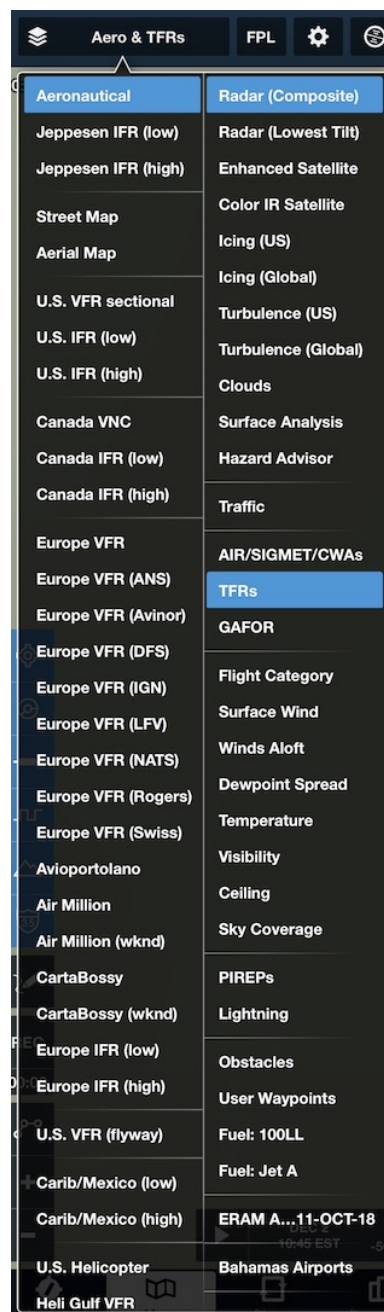 Aero & TFRs
FPL
Aeronautical
Jeppesen IFR (low)
Jeppesen IFR (high)
Street Map
Aerial Map
U.S. VFR sectional
U.S. IFR (low)
U.S. IFR (high)
Canada VNC
Canada IFR (low)
Canada IFR (high)
Europe VFR
Europe VFR (ANS)
Europe VFR (Avinor)
Europe VFR (DFS)
Europe VFR (IGN)
Europe VFR (LFV)
Europe VFR (NATS)
Europe VFR (Rogers)
Europe VFR (Swiss)
Avioportolano
Air Million
Air Million (wknd)
CartaBossy
CartaBossy (wknd)
Europe IFR (low)
Europe IFR (high)
U.S. VFR (flyway)
Carib/Mexico (low)
Carib/Mexico (high)
U.S. Helicopter
Heli Gulf VFR
Radar (Composite)
Radar (Lowest Tilt)
Enhanced Satellite
Color IR Satellite
Icing (US)
Icing (Global)
Turbulence (US)
Turbulence (Global)
Clouds
Surface Analysis
Hazard Advisor
Traffic
AIR/SIGMET/CWAs
TFRs
GAFOR
Flight Category
Surface Wind
Winds Aloft
Dewpoint Spread
Temperature
Visibility
Ceiling
Sky Coverage
PIREPs
Lightning
Obstacles
User Waypoints
Fuel: 100LL
Fuel: Jet A
ERAM A...11-OCT-18
10:45 EST
Bahamas Airports